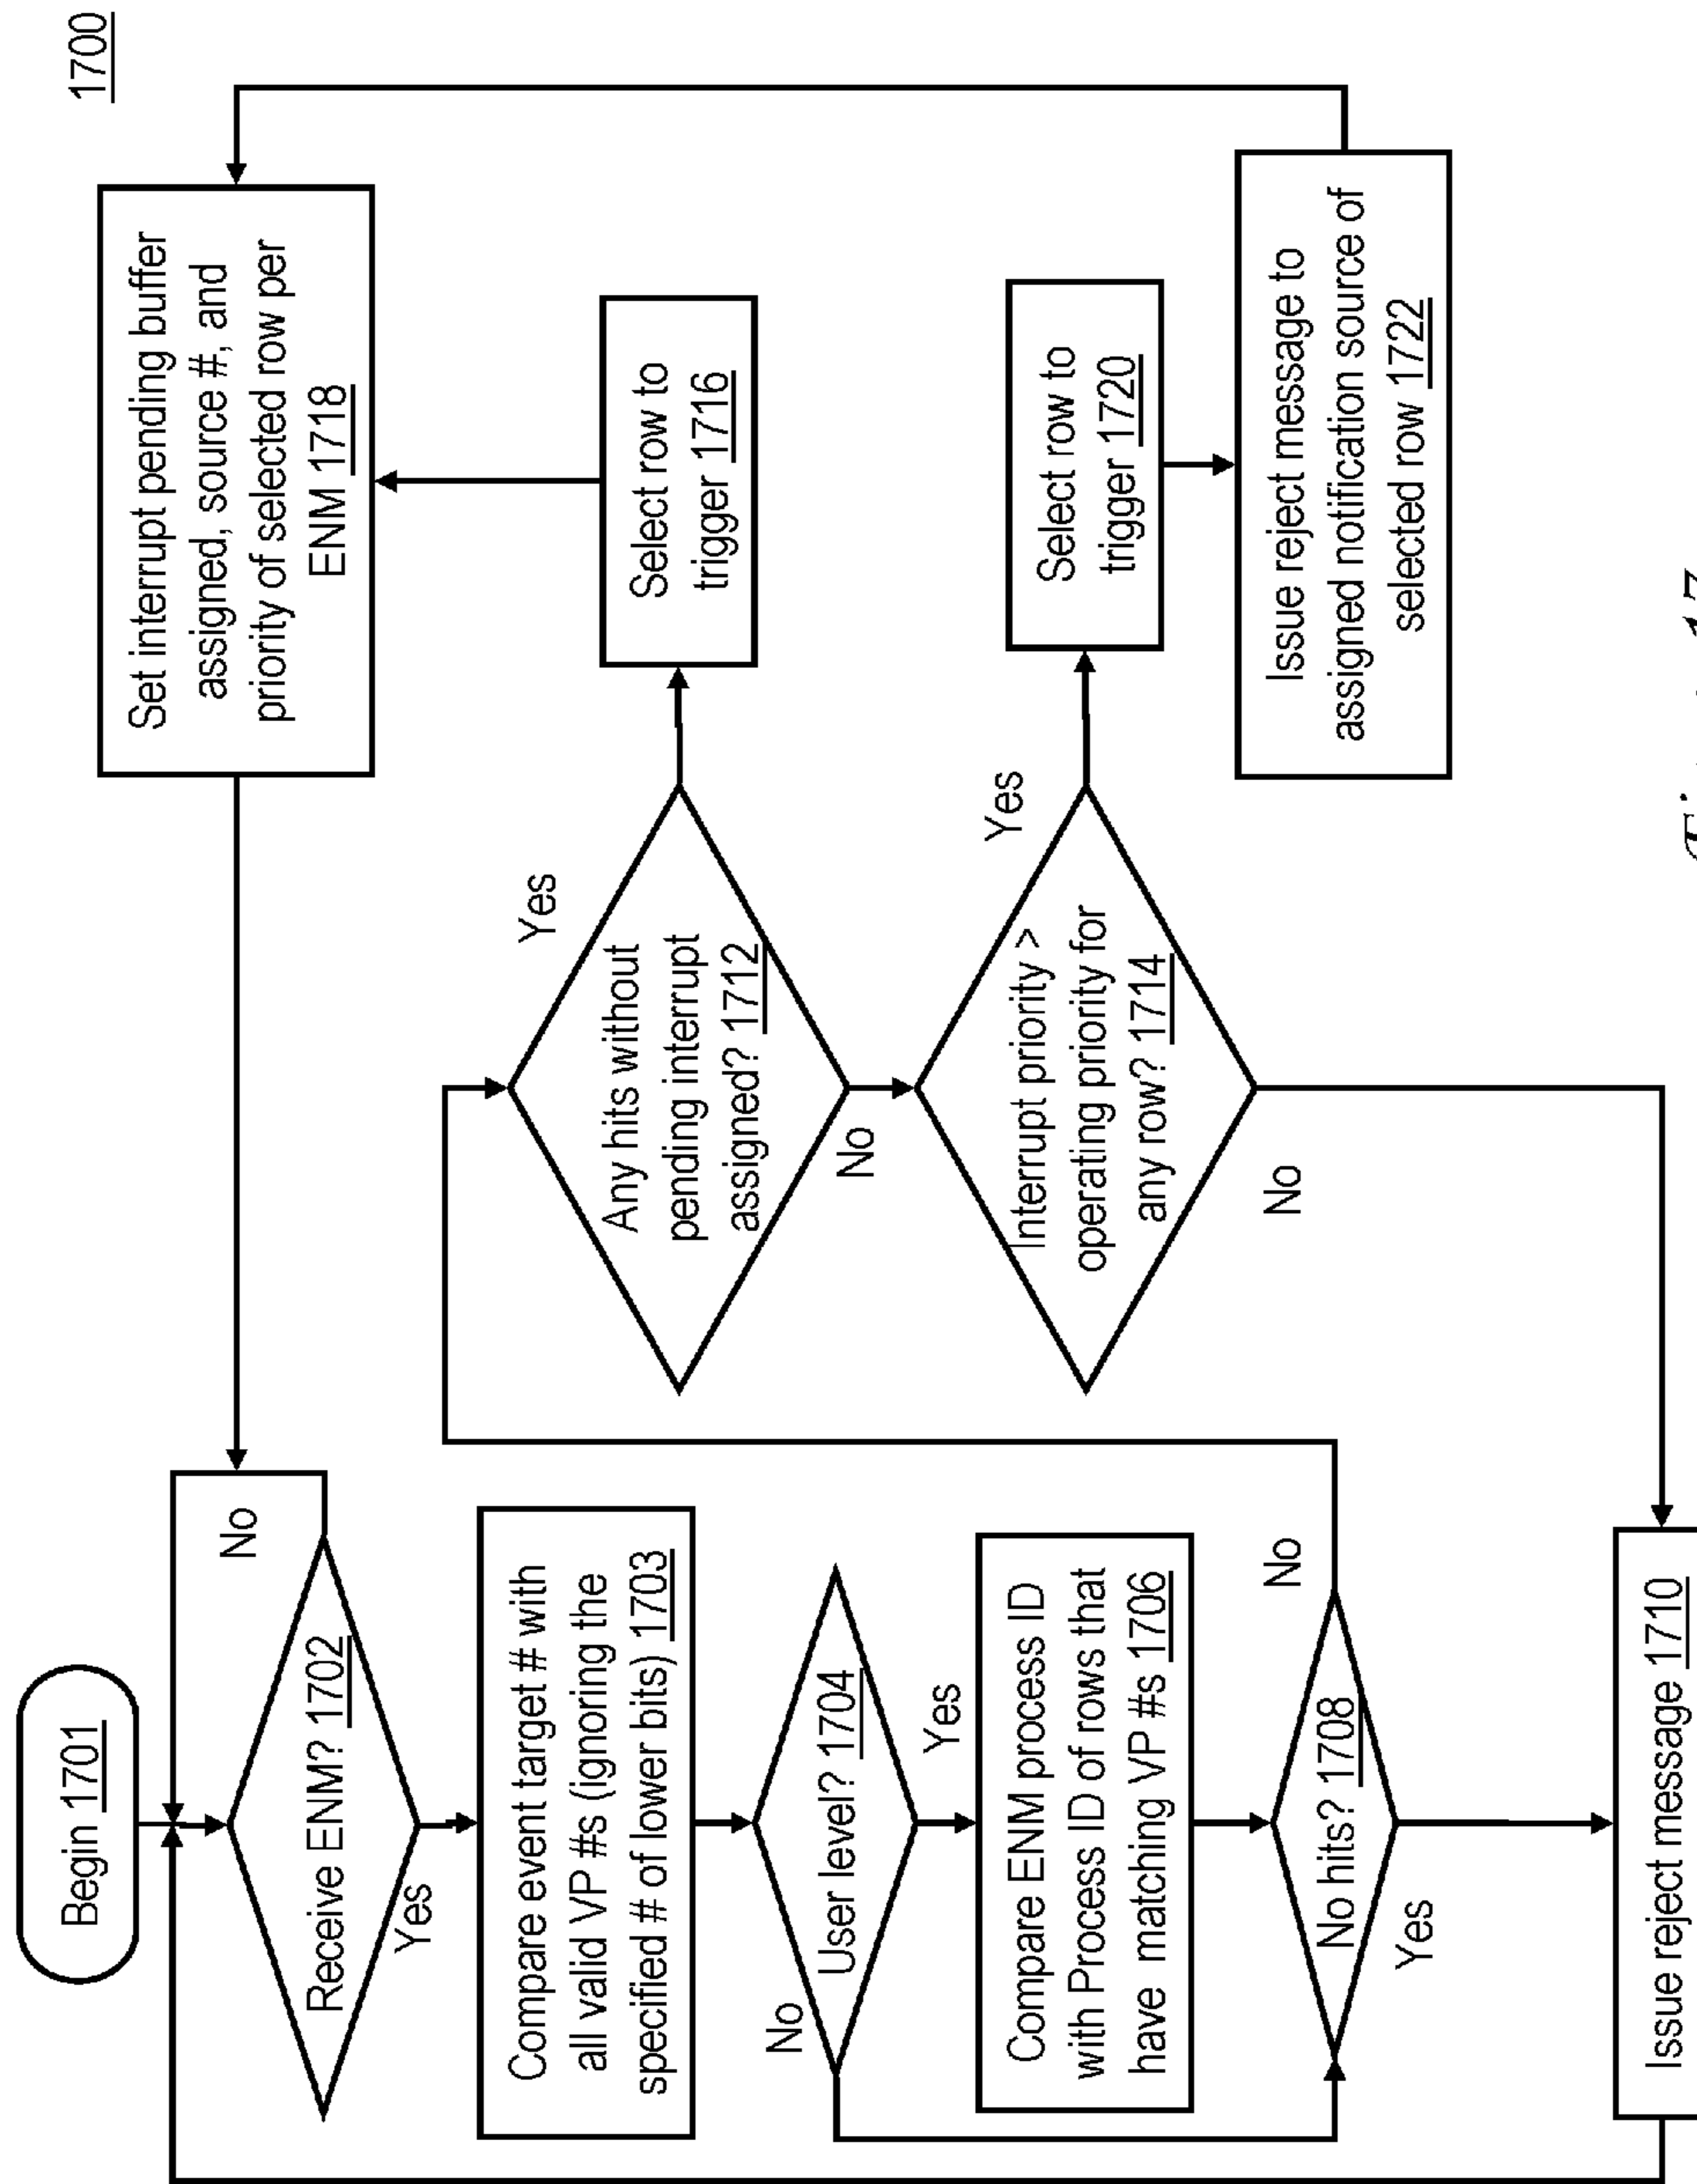 1700
Begin 1701
Receive ENM? 1702
No
Yes
Compare event target # with
all valid VP #s (ignoring the
specified # of lower bits) 1703
User level? 1704
No
Yes
Compare ENM process ID
with Process ID of rows that
have matching VP #s 1706
No hits? 1708
No
Yes
Issue reject message 1710
Any hits without
pending interrupt
assigned? 1712
Yes
No
Interrupt priority >
operating priority for
any row? 1714
Yes
No
Select row to
trigger 1716
Set interrupt pending buffer
assigned, source #, and
priority of selected row per
ENM 1718
Select row to
trigger 1720
Issue reject message to
assigned notification source of
selected row 1722